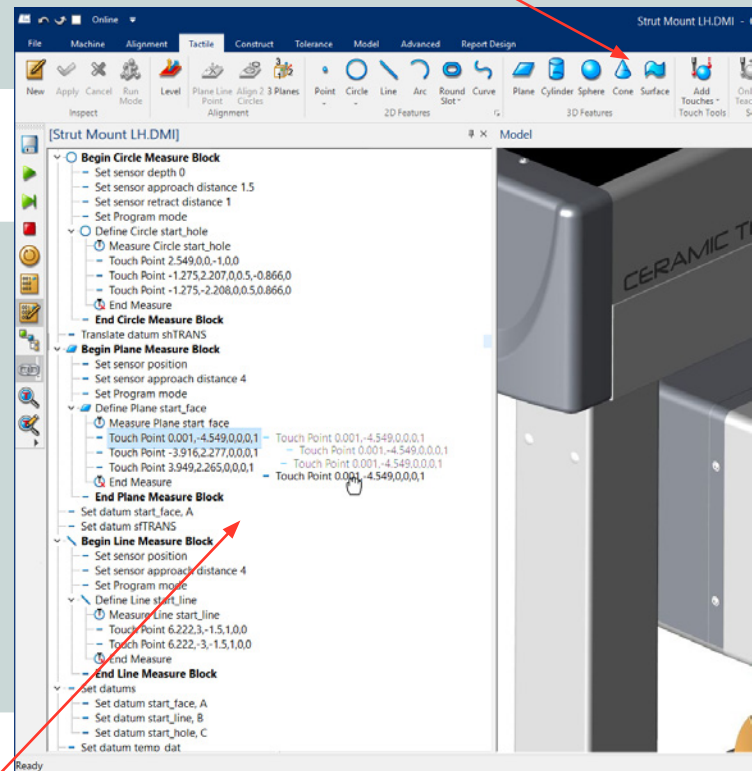 Online
Strut Mount LH.DMI -
File Machine Alignment Tactile Construct Tolerance Model Advanced Report Design
New Apply Cancel Run Mode Level Plane Line Point Align 2 Circles 3 Planes Point Circle Line Arc Round Slot Curve Plane Cylinder Sphere Cone Surface Add Touches
Inspect Alignment 2D Features 3D Features Touch Tools
[Strut Mount LH.DMI]
Model
Begin Circle Measure Block
Set sensor depth 0
Set sensor approach distance 1.5
Set sensor retract distance 1
Set Program mode
Define Circle start_hole
Measure Circle start_hole
Touch Point 2.549,0,0,-1,0,0
Touch Point -1.275,2.207,0,0.5,-0.866,0
Touch Point -1.275,-2.208,0,0.5,0.866,0
End Measure
End Circle Measure Block
Translate datum shTRANS
Begin Plane Measure Block
Set sensor position
Set sensor approach distance 4
Set Program mode
Define Plane start_face
Measure Plane start_face
Touch Point 0.001,-4.549,0,0,0,1 Touch Point 0.001,-4.549,0,0,0,1
Touch Point -3.916,2.277,0,0,0,1 Touch Point 0.001,-4.549,0,0,0,1
Touch Point 3.949,2.265,0,0,0,1 Touch Point 0.001,-4.549,0,0,0,1
End Measure Touch Point 0.001,-4.549,0,0,0,1
End Plane Measure Block
Set datum start_face, A
Set datum sfTRANS
Begin Line Measure Block
Set sensor position
Set sensor approach distance 4
Set Program mode
Define Line start_line
Measure Line start_line
Touch Point 6.222,3,-1.5,1,0,0
Touch Point 6.222,-3,-1.5,1,0,0
End Measure
End Line Measure Block
Set datums
Set datum start_face, A
Set datum start_line, B
Set datum start_hole, C
Set datum temp_dat
Ready
CERAMIC